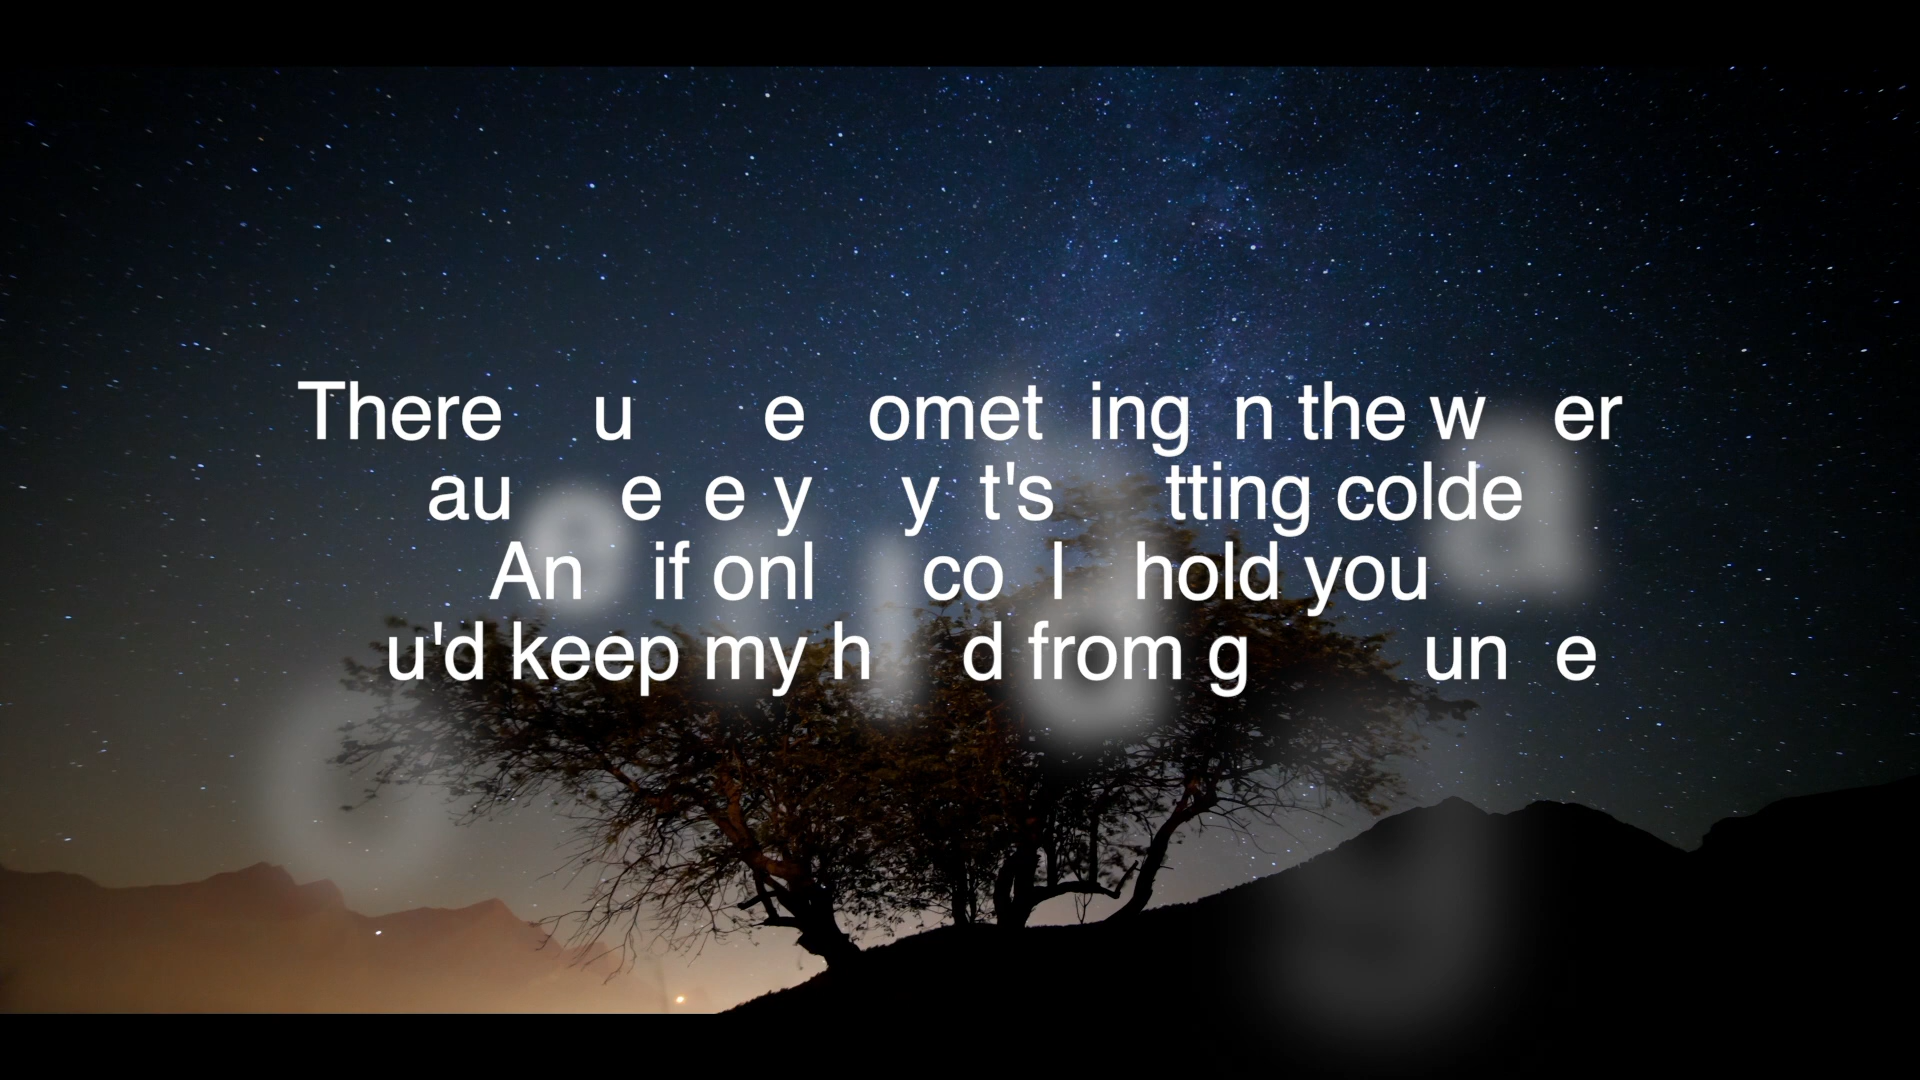 There u e omet ing n the w er
au e e y y t's tting colde
An if onl co l hold you
u'd keep my h d from g un e